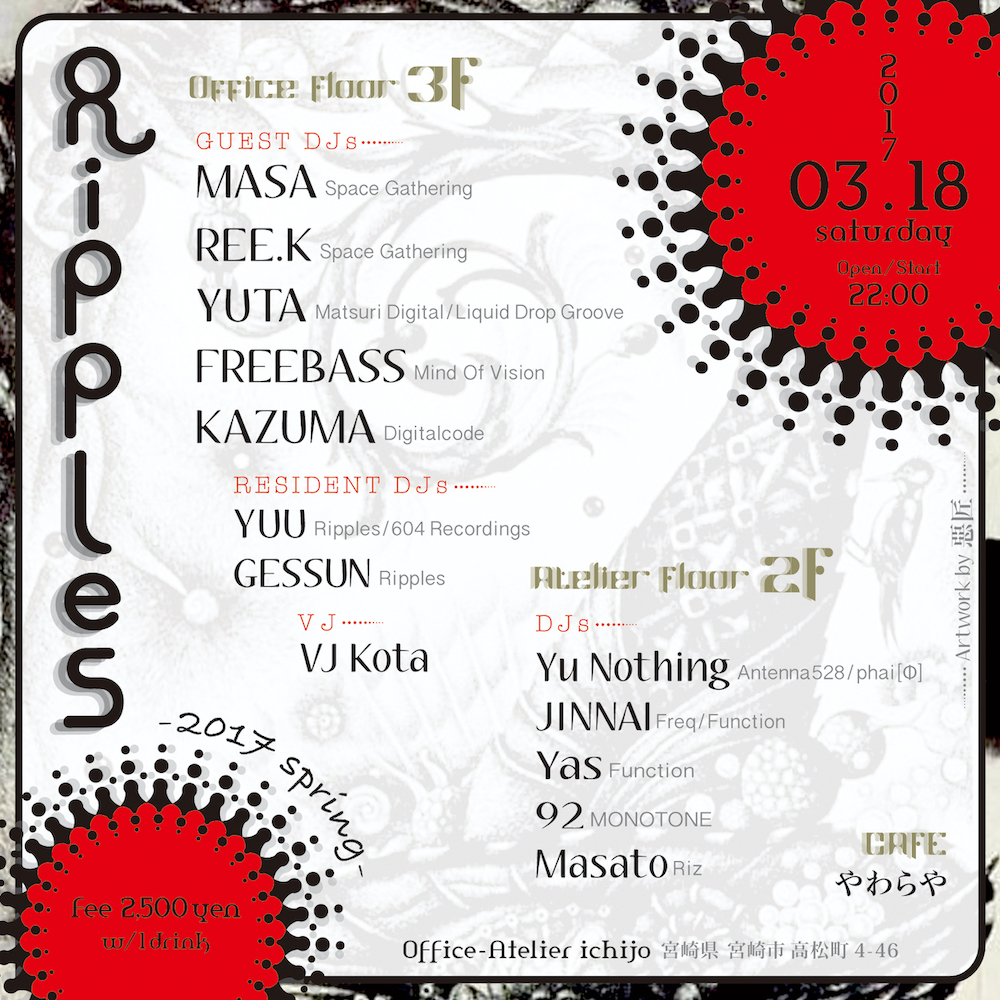 Ripples
-2017 spring-
2017
03.18
saturday
Open/Start
22:00
Office Floor 3F
GUEST DJs
MASA Space Gathering
REE.K Space Gathering
YUTA Matsuri Digital/Liquid Drop Groove
FREEBASS Mind Of Vision
KAZUMA Digitalcode
RESIDENT DJs
YUU Ripples/604 Recordings
GESSUN Ripples
VJ
VJ Kota
Atelier Floor 2F
DJs
Yu Nothing Antenna528/phai[Φ]
JINNAI Freq/Function
Yas Function
92 MONOTONE
Masato Riz
Artwork by 悪匠
CAFE
やわらや
Fee 2,500 yen
w/1drink
Office-Atelier ichijo 宮崎県 宮崎市 高松町 4-46